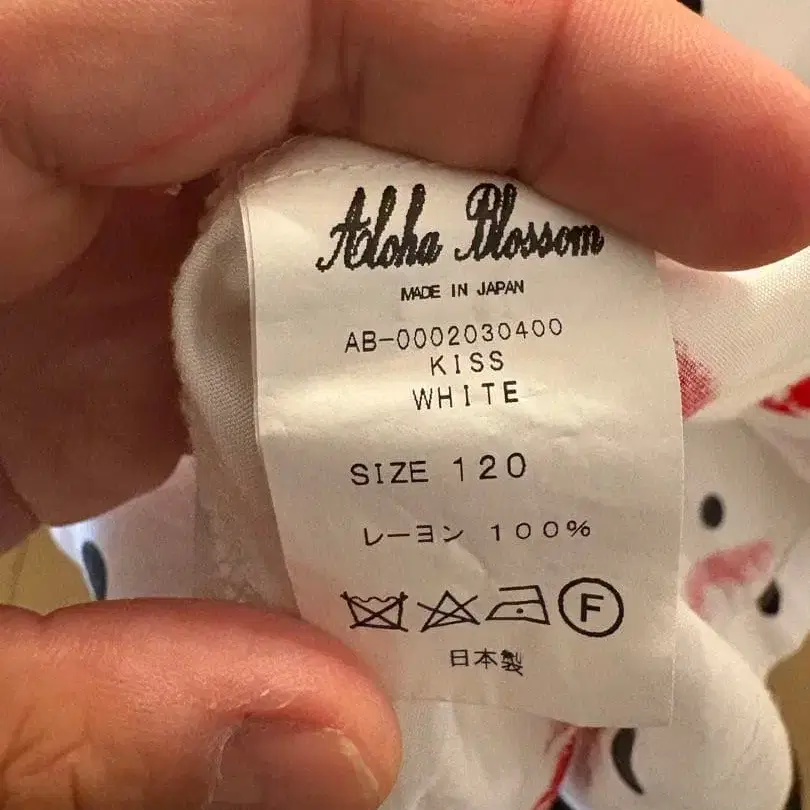 Aloha Blossom
MADE IN JAPAN
AB-0002030400
KISS
WHITE
SIZE 120
レーヨン 100%
F
日本製